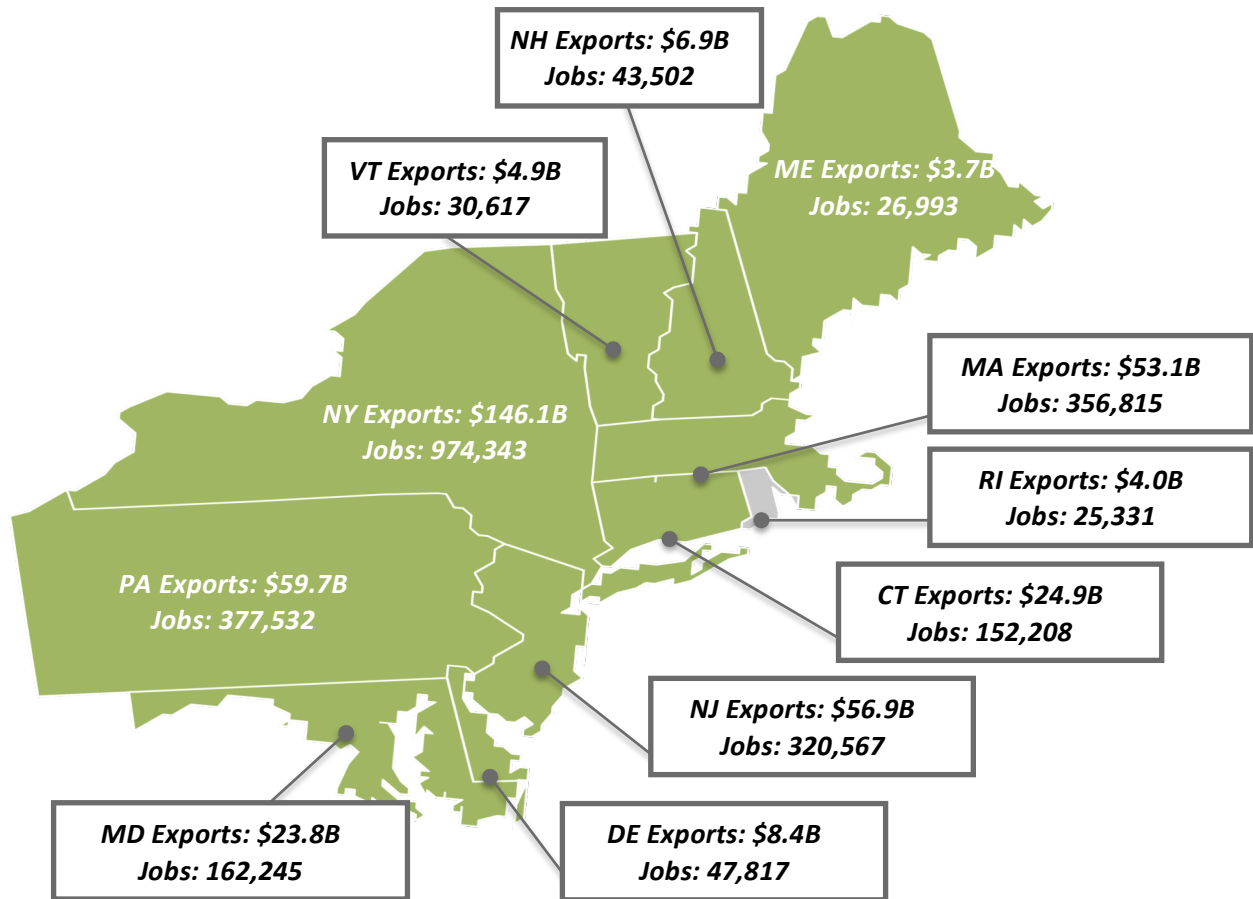 NH Exports: $6.9B
Jobs: 43,502
VT Exports: $4.9B
Jobs: 30,617
ME Exports: $3.7B
Jobs: 26,993
MA Exports: $53.1B
Jobs: 356,815
NY Exports: $146.1B
Jobs: 974,343
RI Exports: $4.0B
Jobs: 25,331
PA Exports: $59.7B
Jobs: 377,532
CT Exports: $24.9B
Jobs: 152,208
NJ Exports: $56.9B
Jobs: 320,567
MD Exports: $23.8B
Jobs: 162,245
DE Exports: $8.4B
Jobs: 47,817